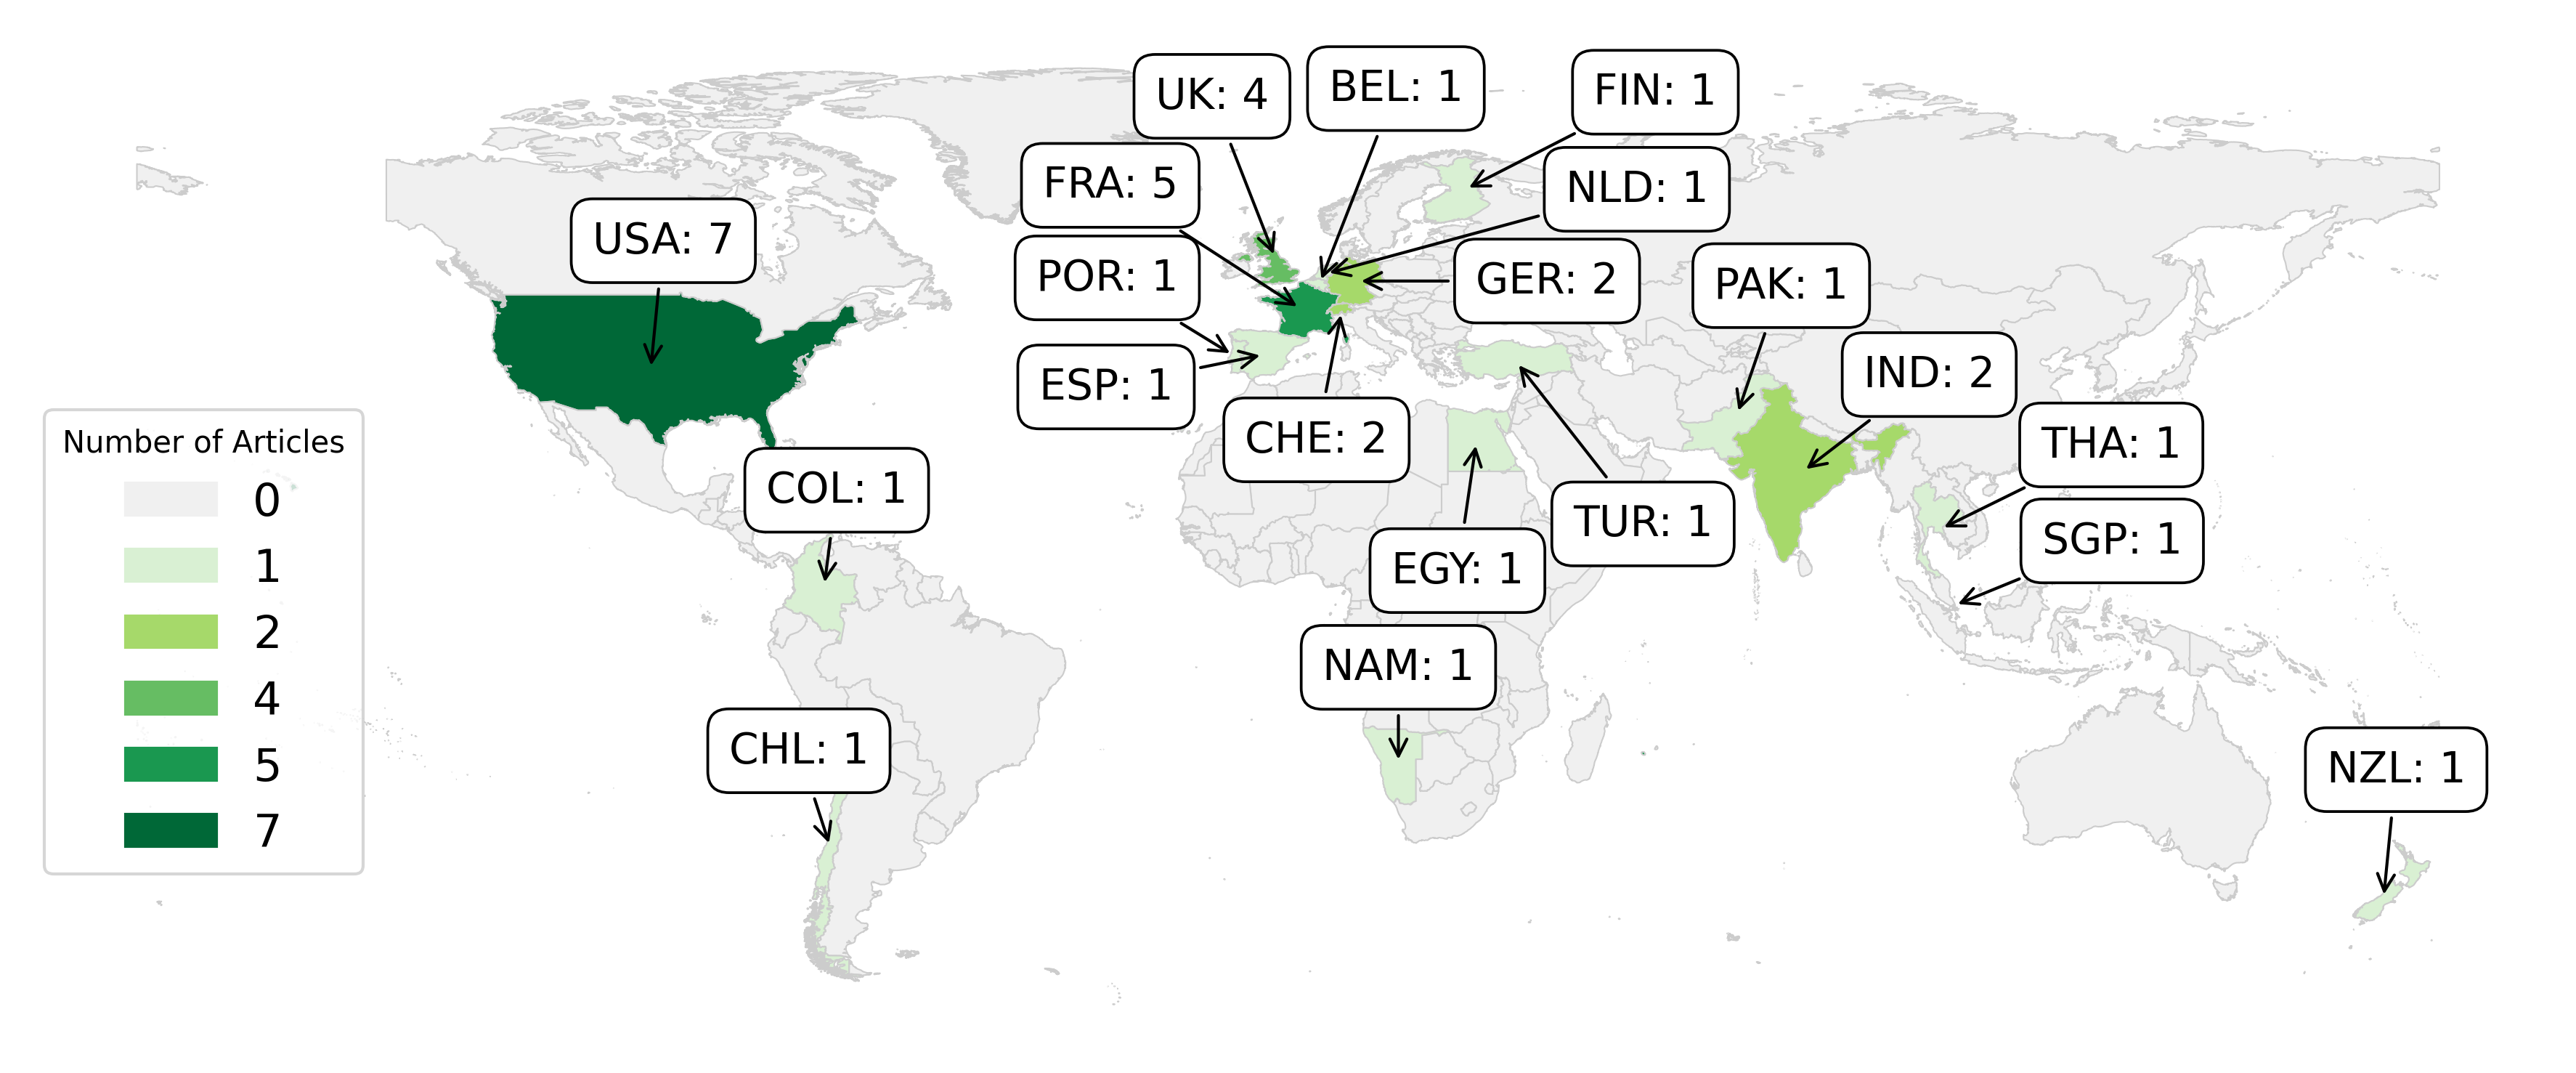 UK: 4
BEL: 1
FIN: 1
FRA: 5
NLD: 1
USA: 7
POR: 1
GER: 2
PAK: 1
ESP: 1
IND: 2
CHE: 2
THA: 1
COL: 1
TUR: 1
SGP: 1
EGY: 1
NAM: 1
CHL: 1
NZL: 1
Number of Articles
0
1
2
4
5
7